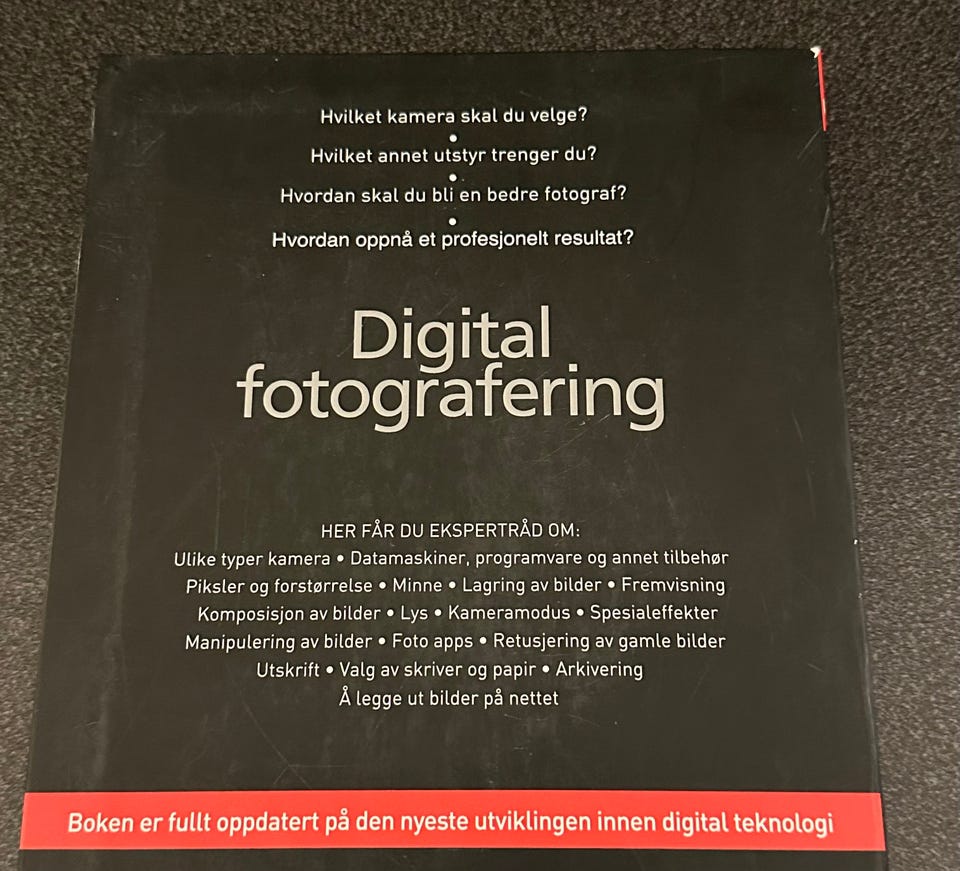 Hvilket kamera skal du velge?
•
Hvilket annet utstyr trenger du?
•
Hvordan skal du bli en bedre fotograf?
•
Hvordan oppnå et profesjonelt resultat?
Digital
fotografering
HER FÅR DU EKSPERTRÅD OM:
Ulike typer kamera • Datamaskiner, programvare og annet tilbehør
Piksler og forstørrelse • Minne • Lagring av bilder • Fremvisning
Komposisjon av bilder • Lys • Kameramodus • Spesialeffekter
Manipulering av bilder • Foto apps • Retusjering av gamle bilder
Utskrift • Valg av skriver og papir • Arkivering
Å legge ut bilder på nettet
Boken er fullt oppdatert på den nyeste utviklingen innen digital teknologi